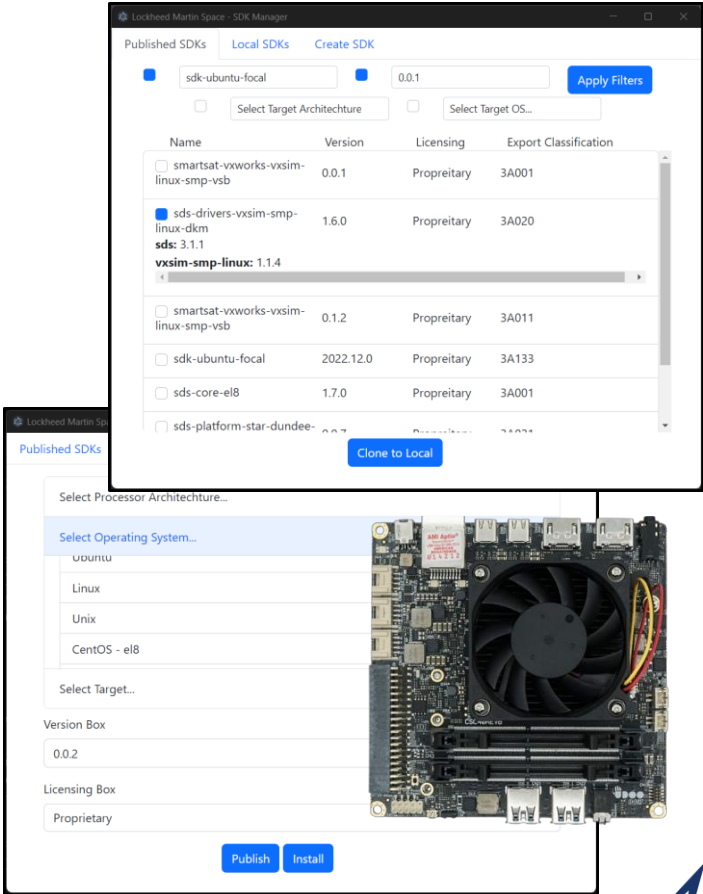 Lockheed Martin Space - SDK Manager
Published SDKs Local SDKs Create SDK
sdk-ubuntu-focal 0.0.1 Apply Filters
Select Target Architechture Select Target OS...
Name Version Licensing Export Classification
smartsat-vxworks-vxsim-
linux-smp-vsb 0.0.1 Propreitary 3A001
sds-drivers-vxsim-smp-
linux-dkm 1.6.0 Propreitary 3A020
sds: 3.1.1
vxsim-smp-linux: 1.1.4
smartsat-vxworks-vxsim-
linux-smp-vsb 0.1.2 Propreitary 3A011
sdk-ubuntu-focal 2022.12.0 Propreitary 3A133
sds-core-el8 1.7.0 Propreitary 3A001
sds-platform-star-dundee-
Clone to Local
Lockheed Martin Sp
Published SDKs
Select Processor Architechture...
Select Operating System...
Ubuntu
Linux
Unix
CentOS - el8
Select Target...
Version Box
0.0.2
Licensing Box
Proprietary
Publish Install
UDOO